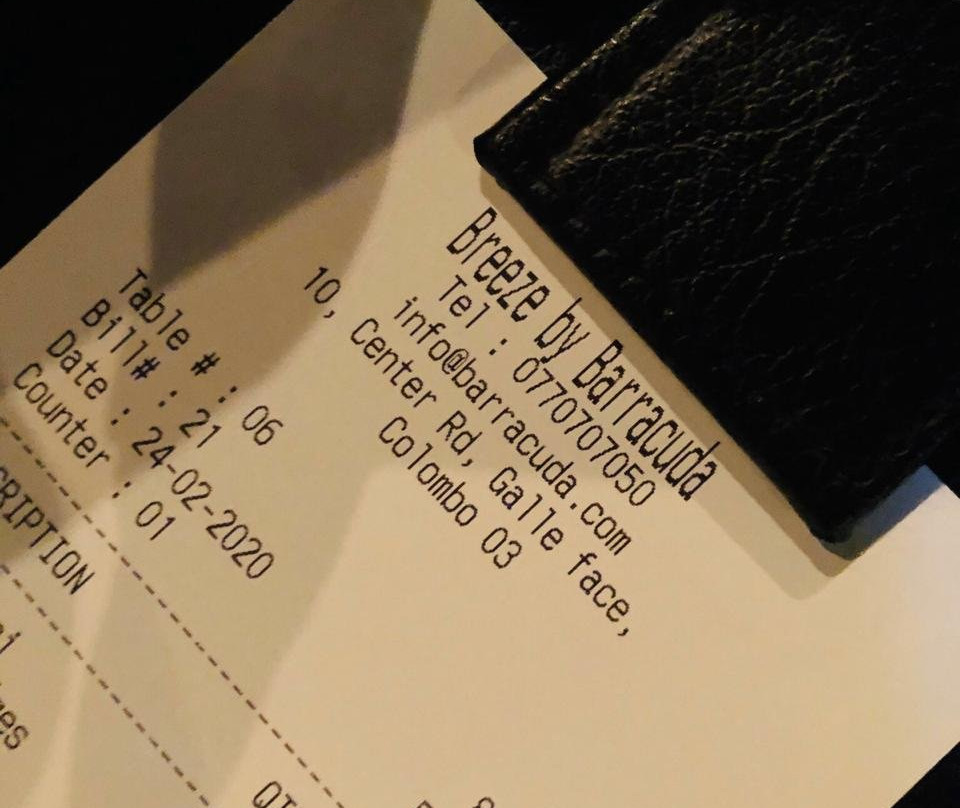 Breeze by Barracuda
Tel : 0770707050
info@barracuda.com
10, Center Rd, Galle face,
Colombo 03
Table # : 06
Bill# : 21
Date : 24-02-2020
Counter : 01